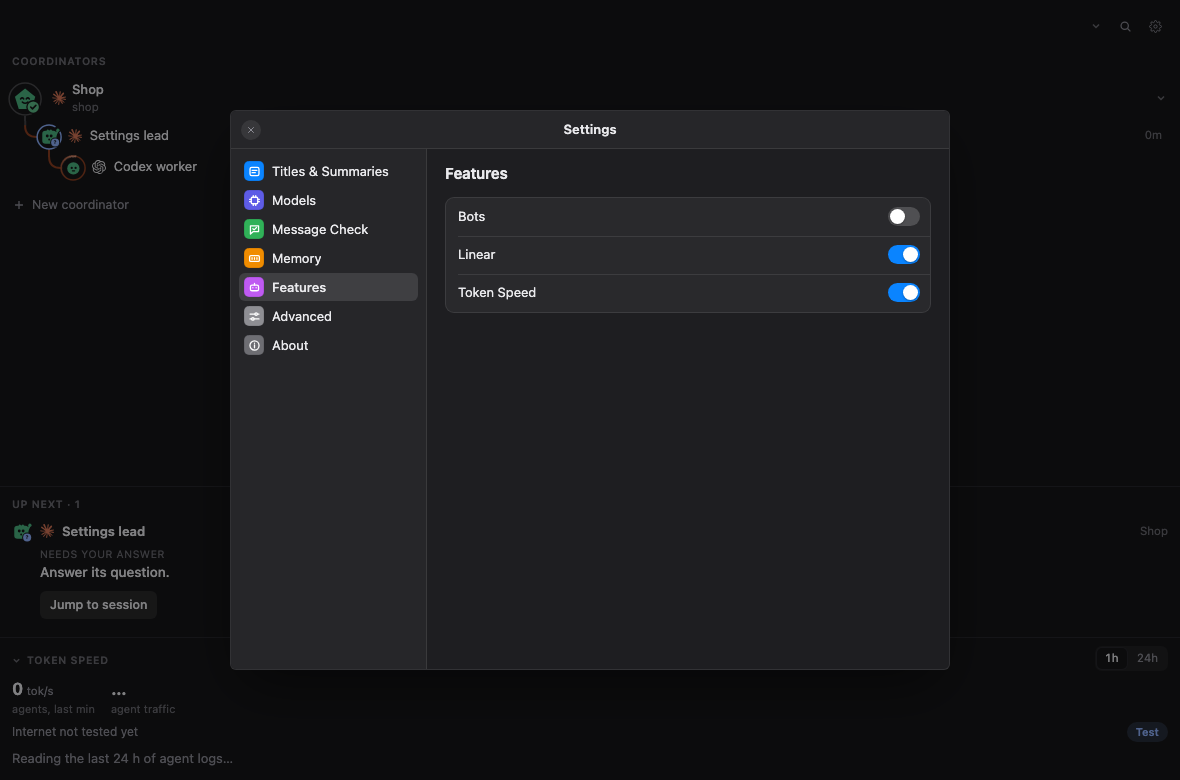 COORDINATORS
Shop
shop
Settings lead
0m
Codex worker
New coordinator
Settings
Titles & Summaries
Models
Message Check
Memory
Features
Advanced
About
Features
Bots
Linear
Token Speed
UP NEXT · 1
Settings lead
Shop
NEEDS YOUR ANSWER
Answer its question.
Jump to session
TOKEN SPEED
1h 24h
0 tok/s
agents, last min
...
agent traffic
Internet not tested yet
Test
Reading the last 24 h of agent logs...